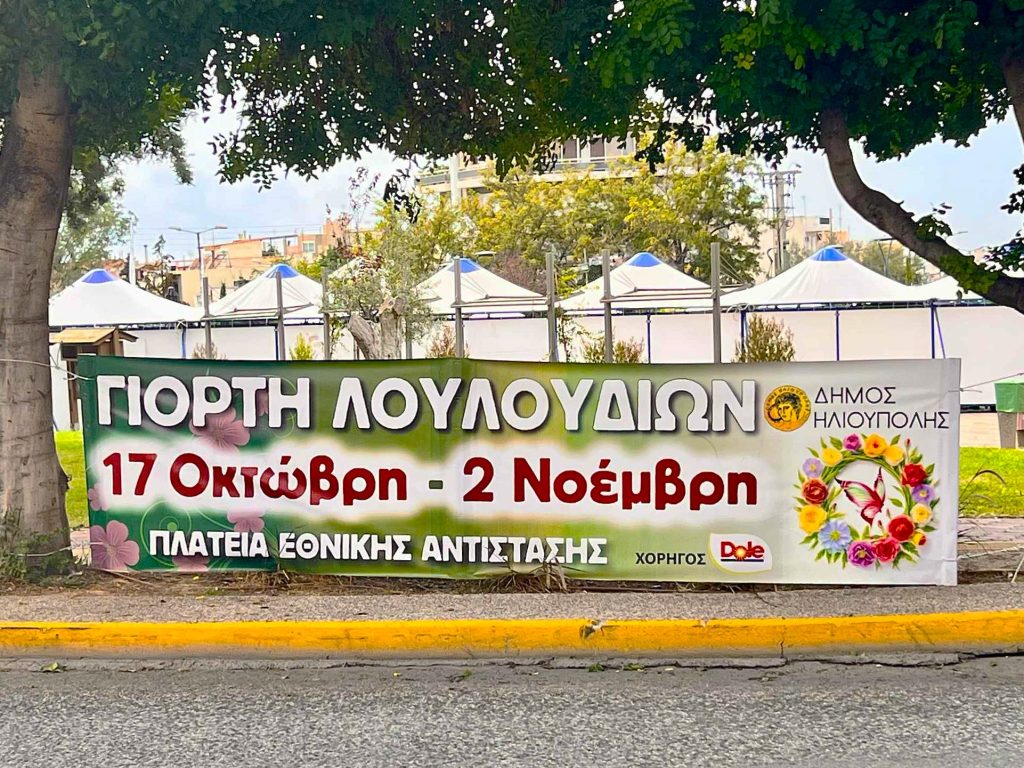 ΓΙΟΡΤΗ ΛΟΥΛΟΥΔΙΩΝ
ΔΗΜΟΣ
ΗΛΙΟΥΠΟΛΗΣ
17 Οκτώβρη - 2 Νοέμβρη
ΠΛΑΤΕΙΑ ΕΘΝΙΚΗΣ ΑΝΤΙΣΤΑΣΗΣ
ΧΟΡΗΓΟΣ Dole